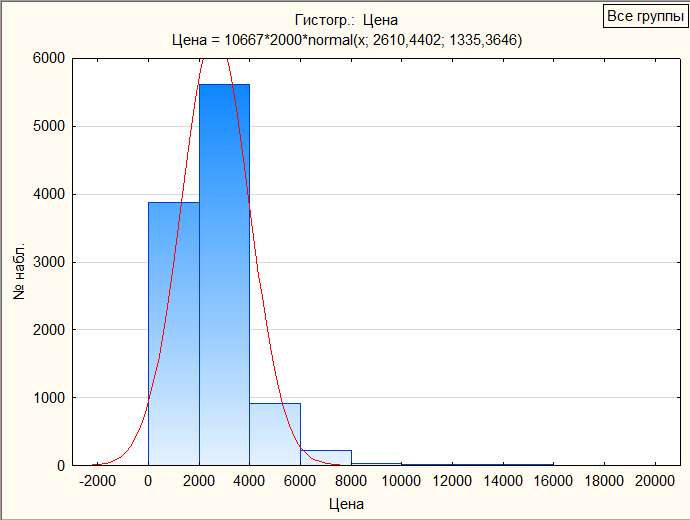 Все группы
Гистогр.: Цена
Цена = 10667*2000*normal(x; 2610,4402; 1335,3646)
6000
5000
4000
3000
2000
1000
0
№ набл.
-2000 0 2000 4000 6000 8000 10000 12000 14000 16000 18000 20000
Цена